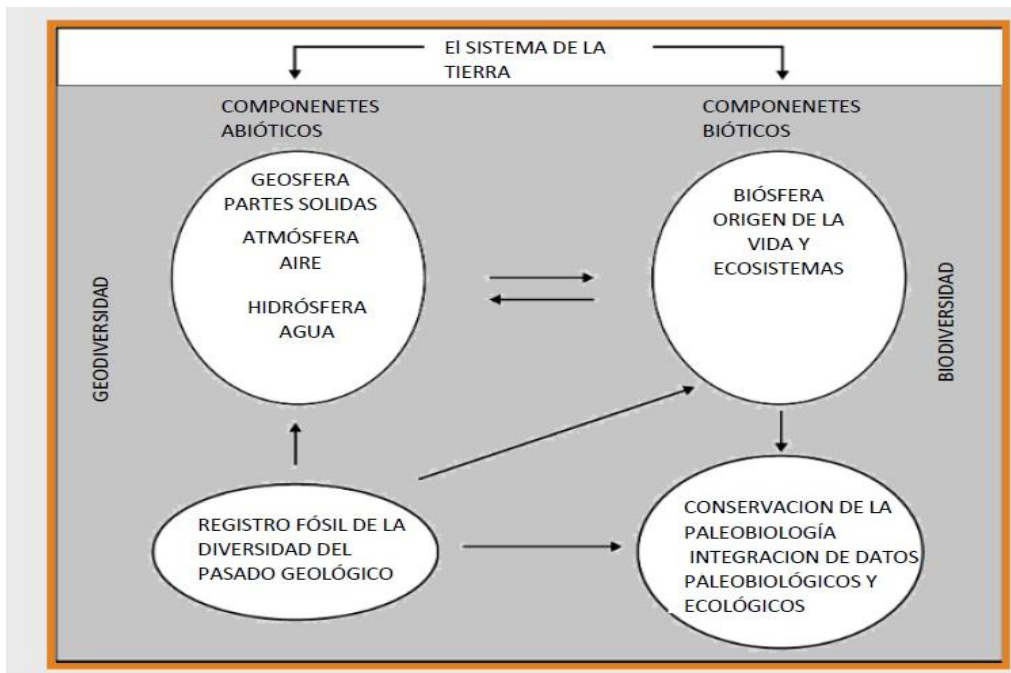 El SISTEMA DE LA
TIERRA
COMPONENETES
ABIÓTICOS
COMPONENETES
BIÓTICOS
GEOSFERA
PARTES SOLIDAS
ATMÓSFERA
AIRE
HIDRÓSFERA
AGUA
BIÓSFERA
ORIGEN DE LA
VIDA Y
ECOSISTEMAS
GEODIVERSIDAD
BIODIVERSIDAD
REGISTRO FÓSIL DE LA
DIVERSIDAD DEL
PASADO GEOLÓGICO
CONSERVACION DE LA
PALEOBIOLOGÍA
INTEGRACION DE DATOS
PALEOBIOLÓGICOS Y
ECOLÓGICOS